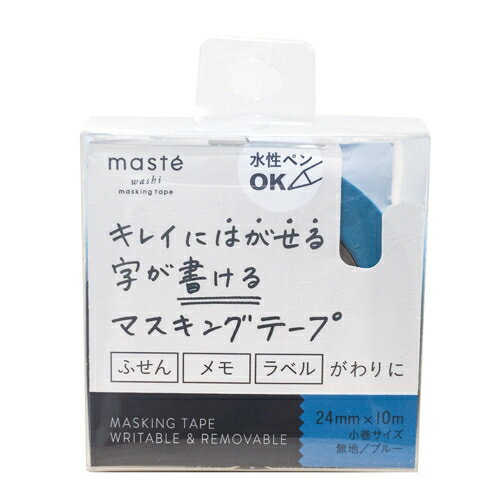 masté
washi
masking tape
水性ペン
OK
キレイにはがせる
字が書ける
マスキングテープ
ふせん メモ ラベル がわりに
MASKING TAPE
WRITABLE & REMOVABLE
24mm×10m
小巻サイズ
無地/ブルー